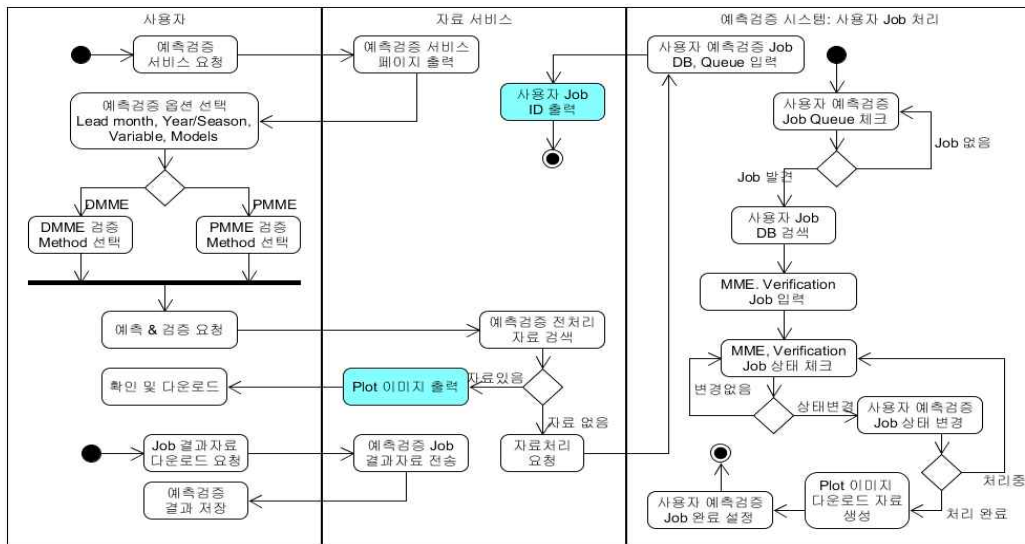 사용자
자료 서비스
예측검증 시스템: 사용자 Job 처리
예측검증
서비스 요청
예측검증 서비스
페이지 출력
사용자 예측검증 Job
DB, Queue 입력
사용자 Job
ID 출력
사용자 예측검증
Job Queue 체크
예측검증 옵션 선택
Lead month, Year/Season,
Variable, Models
Job 없음
Job 발견
DMME
PMME
DMME 검증
Method 선택
PMME 검증
Method 선택
사용자 Job
DB 검색
MME. Verification
Job 입력
예측 & 검증 요청
예측검증 전처리
자료 검색
MME, Verification
Job 상태 체크
확인 및 다운로드
Plot 이미지 출력
자료있음
변경없음
상태변경
사용자 예측검증
Job 상태 변경
자료 없음
Job 결과자료
다운로드 요청
예측검증 Job
결과자료 전송
자료처리
요청
처리중
예측검증
결과 저장
사용자 예측검증
Job 완료 설정
Plot 이미지
다운로드 자료
생성
처리 완료